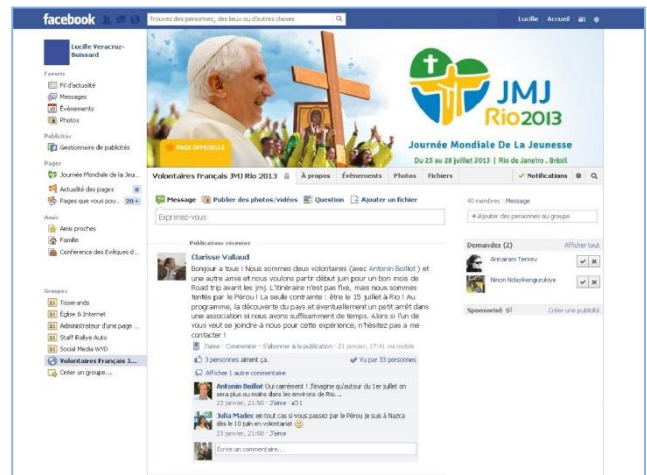 facebook
Trouvez des personnes, des lieux ou d'autres choses
Lucille Accueil
Lucille Veracruz-
Boissard
Favoris
Fil d'actualité
Messages
Évènements
Photos
Publicités
Gestionnaire de publicités
Pages
Journée Mondiale de la Jeu...
Actualité des pages 8
Pages que vous pou... 20+
Amis
Amis proches
Famille
Conference des Evêques d...
Groupes
Tisserands
Église & Internet
Administrateur d'une page ...
Staff Rallye Auto
Social Media WYD
Volontaires Français J...
Créer un groupe...
PAGE OFFICIELLE
JMJ
Rio2013
Journée Mondiale De La Jeunesse
Du 23 au 28 juillet 2013 | Rio de Janeiro . Brésil
Volontaires Français JMJ Rio 2013 À propos Évènements Photos Fichiers
Notifications
Message Publier des photos/vidéos Question Ajouter un fichier
Exprimez-vous
Publications récentes
Clarisse Vallaud
Bonjour a tous ! Nous sommes deux volontaires (avec Antonin Boillot) et
une autre amie et nous voulons partir début juin pour un bon mois de
Road trip avant les jmj. L'itinéraire n'est pas fixe, mais nous sommes
tentés par le Pérou ! La seule contrainte : être le 15 juillet à Rio ! Au
programme, la découverte du pays et éventuellement un petit arrêt dans
une association si nous avons suffisamment de temps. Alors si l'un de
vous veut se joindre à nous pour cette expérience, n'hésitez pas a me
contacter !
J'aime · Commenter · S'abonner à la publication · 21 janvier, 17:41 via mobile
3 personnes aiment ça. Vu par 33 personnes
Afficher 1 autre commentaire
Antonin Boillot Oui carrément ! J'imagine qu'autour du 1er juillet on
sera plus ou moins dans les environs de Rio...
23 janvier, 21:50 · J'aime · 1
Julia Madec en tout cas si vous passez par le Pérou je suis à Nazca
dès le 10 juin en volontariat
23 janvier, 21:58 · J'aime
Écrire un commentaire...
40 membres · Message
+ Ajouter des personnes au groupe
Demandes (2) Afficher tout
Ninon Ndayikengurukiye
Sponsorisé Créer une publicité